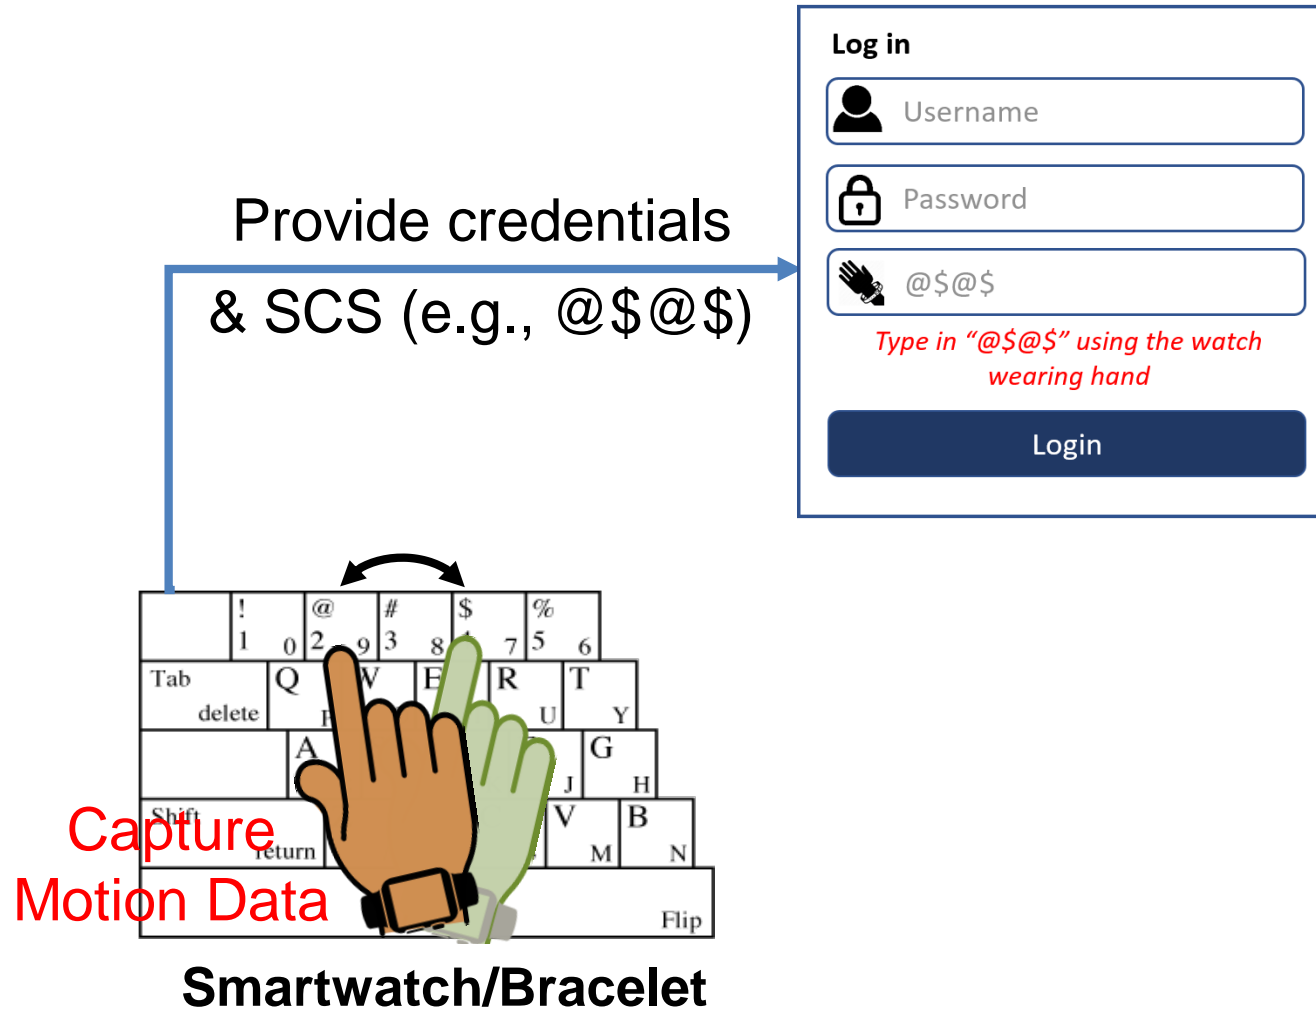 Log in
Username
Password
@$@$
Type in “@$@$” using the watch
wearing hand
Login
Provide credentials
& SCS (e.g., @$@$)
! @ # $ %
1 0 2 9 3 8 7 5 6
Tab Q W E R T
delete P U Y
A G
J H
Shift V B
return M N
Flip
Capture
Motion Data
Smartwatch/Bracelet